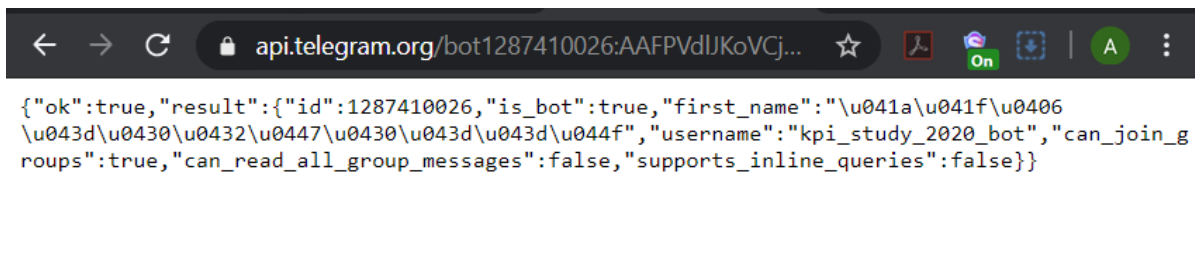 api.telegram.org/bot1287410026:AAFPVdlJKoVCj...
On
A
{"ok":true,"result":{"id":1287410026,"is_bot":true,"first_name":"\u041a\u041f\u0406
\u043d\u0430\u0432\u0447\u0430\u043d\u043d\u044f","username":"kpi_study_2020_bot","can_join_g
roups":true,"can_read_all_group_messages":false,"supports_inline_queries":false}}